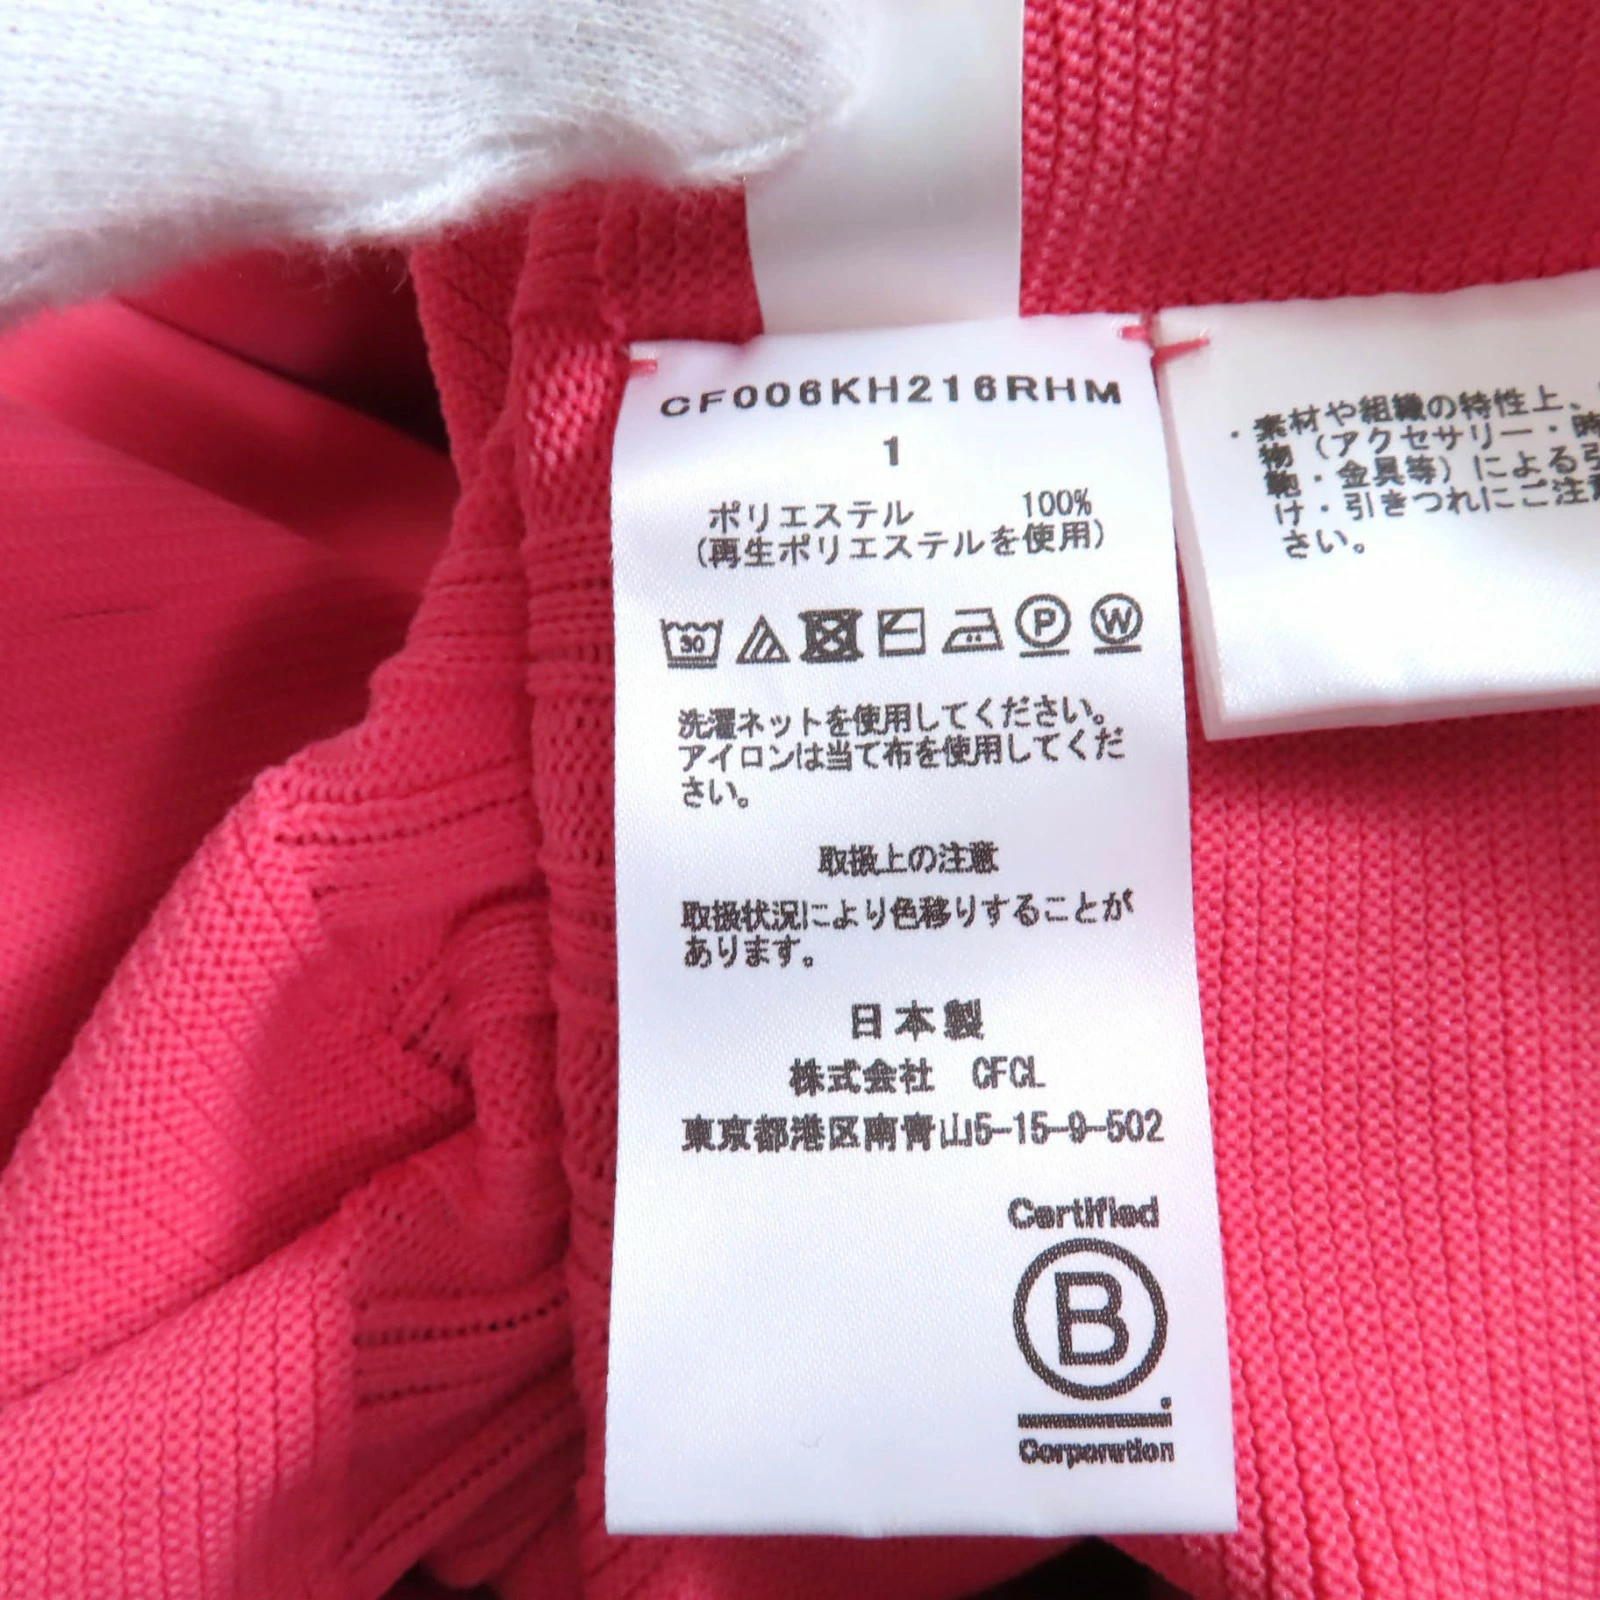 CF006KH216RHM
1
ポリエステル 100%
(再生ポリエステルを使用)
30
P
W
洗濯ネットを使用してください。
アイロンは当て布を使用してくだ
さい。
取扱上の注意
取扱状況により色移りすることが
あります。
日本製
株式会社 CFCL
東京都港区南青山5-15-9-502
Certified
B
Corporation
・素材や組織の特性上、
物(アクセサリー・時
鞄・金具等)による引
け・引きつれにご注意
さい。